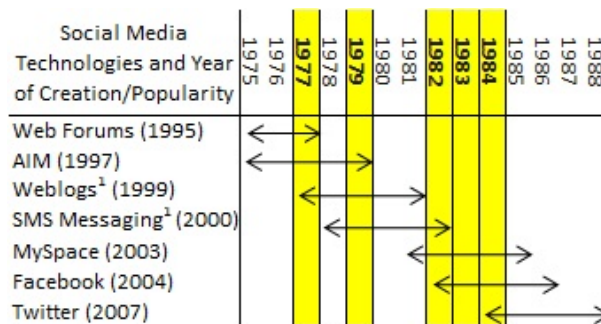 Social Media
Technologies and Year
of Creation/Popularity
1975
1976
1977
1978
1979
1980
1981
1982
1983
1984
1985
1986
1987
1988
Web Forums (1995)
AIM (1997)
Weblogs¹ (1999)
SMS Messaging¹ (2000)
MySpace (2003)
Facebook (2004)
Twitter (2007)